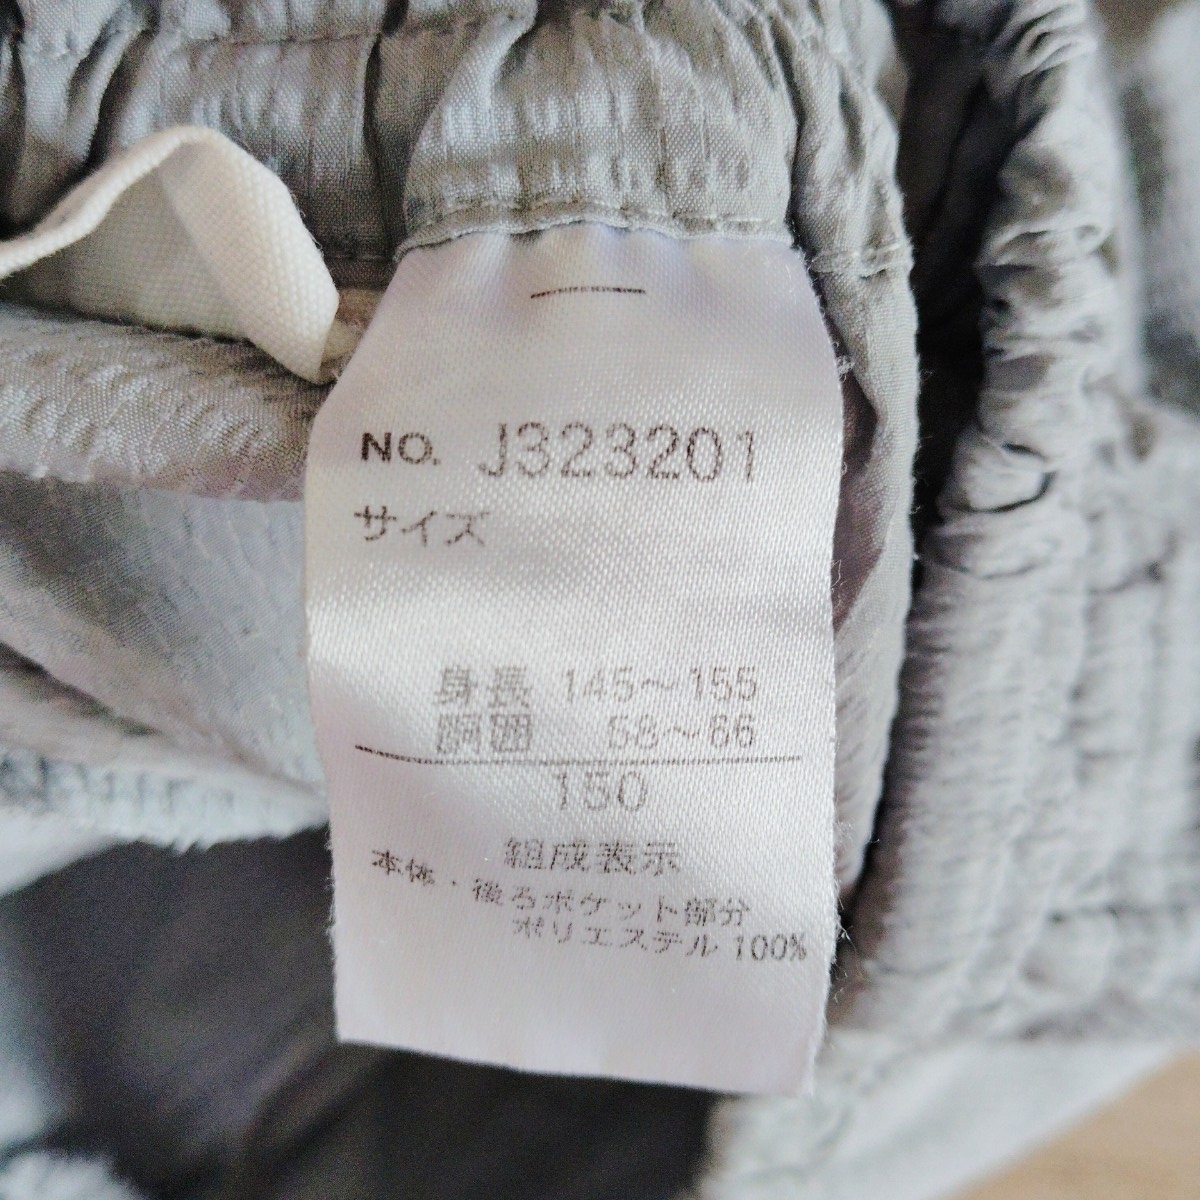 NO. J323201
サイズ
身長 145〜155
胴囲 58〜66
150
組成表示
本体・後ろポケット部分
ポリエステル 100%